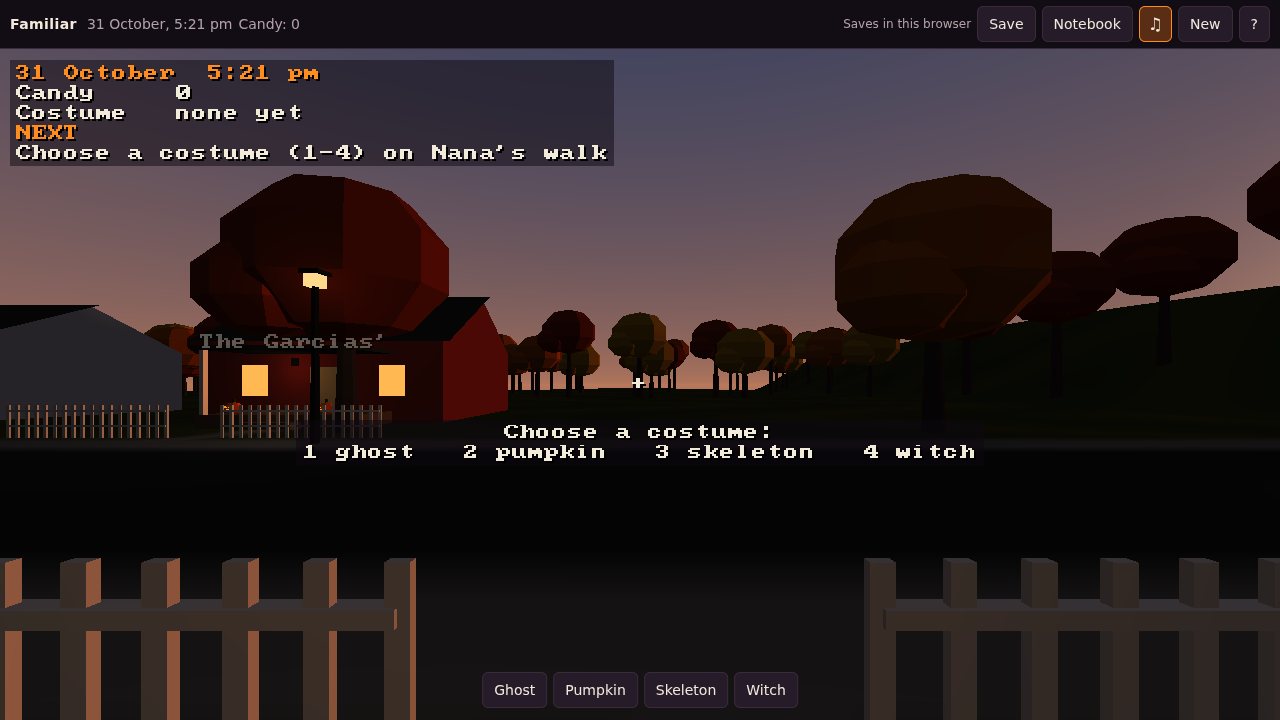 Familiar 31 October, 5:21 pm Candy: 0 Saves in this browser Save Notebook ♫ New ?
31 October 5:21 pm
Candy 0
Costume none yet
NEXT
Choose a costume (1-4) on Nana's walk
The Garcias'
Choose a costume:
1 ghost 2 pumpkin 3 skeleton 4 witch
Ghost Pumpkin Skeleton Witch